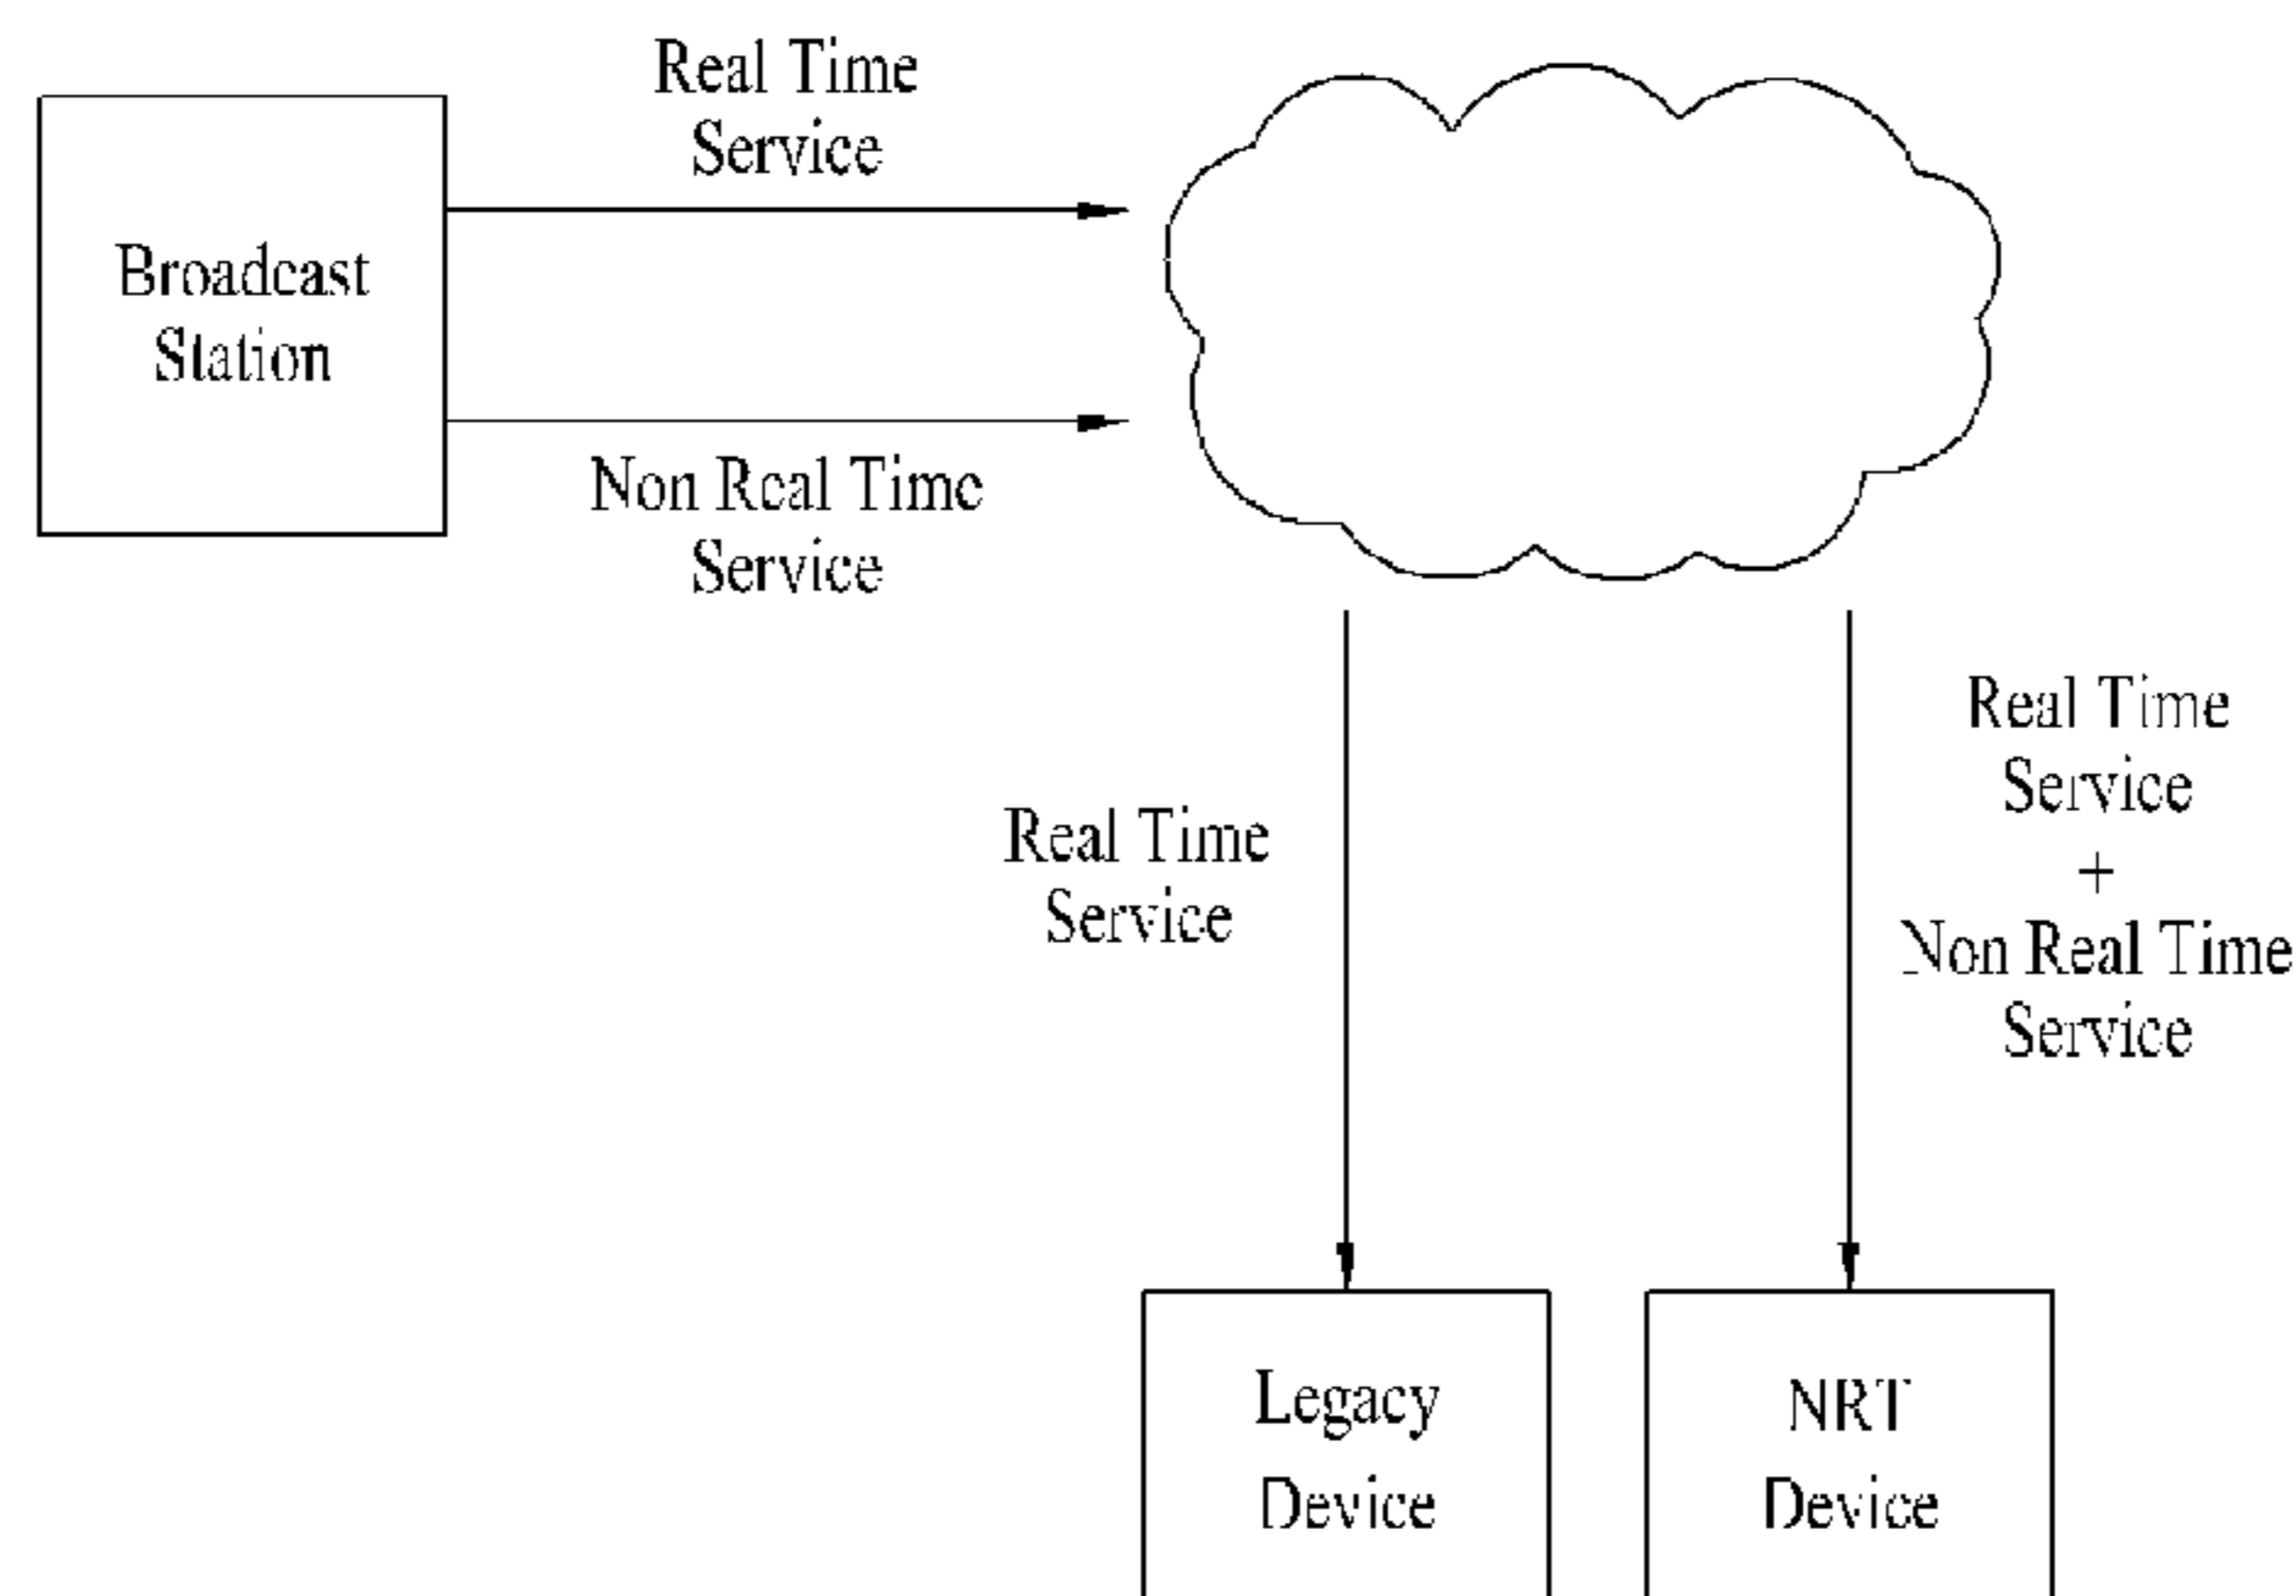 Real Time
Service
Broadcast
Station
Non Real Time
Service
Real Time
Service
Real Time
Service
+
Non Real Time
Service
Legacy
Device
NRT
Device